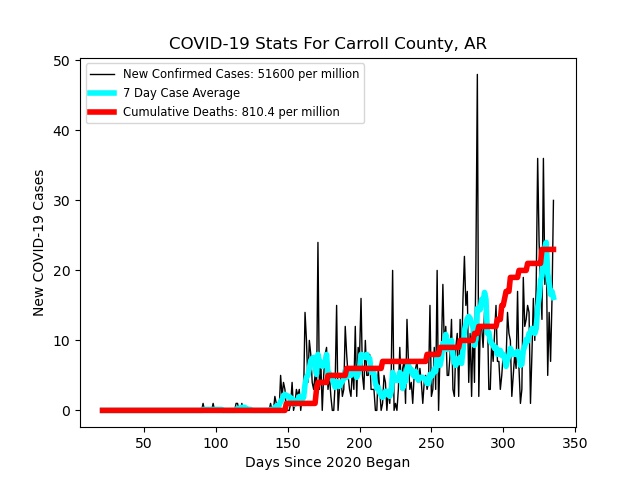 COVID-19 Stats For Carroll County, AR
New Confirmed Cases: 51600 per million
7 Day Case Average
Cumulative Deaths: 810.4 per million
New COVID-19 Cases
50
40
30
20
10
0
50 100 150 200 250 300 350
Days Since 2020 Began